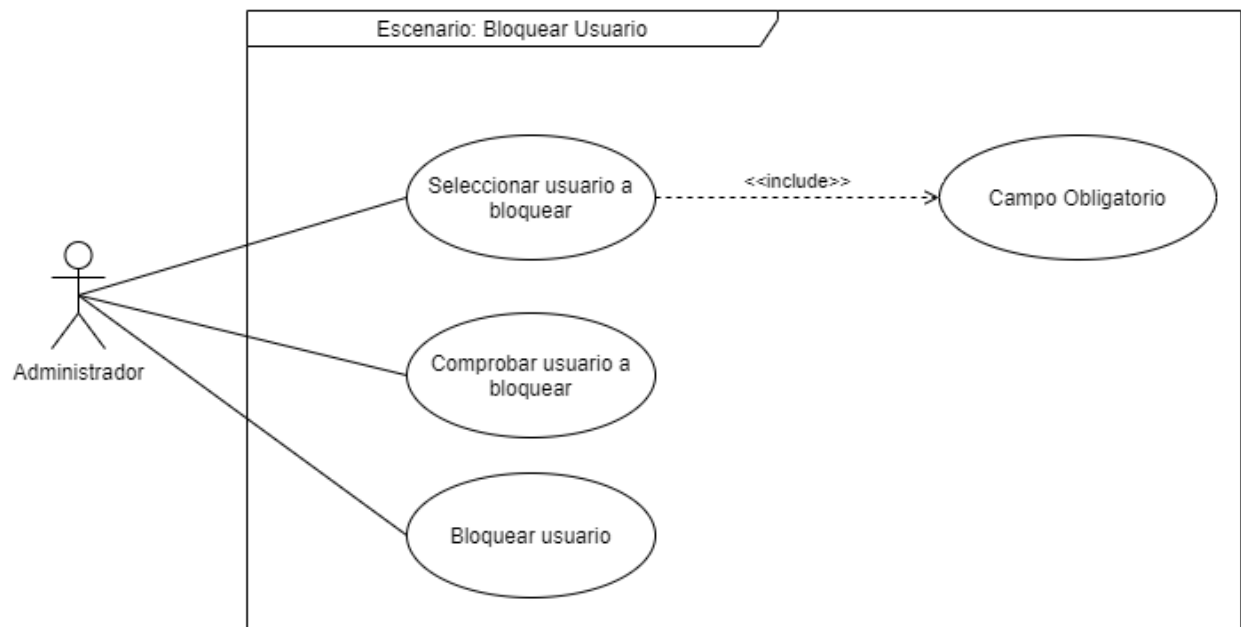 Escenario: Bloquear Usuario
Seleccionar usuario a
bloquear
<<include>>
Campo Obligatorio
Administrador
Comprobar usuario a
bloquear
Bloquear usuario